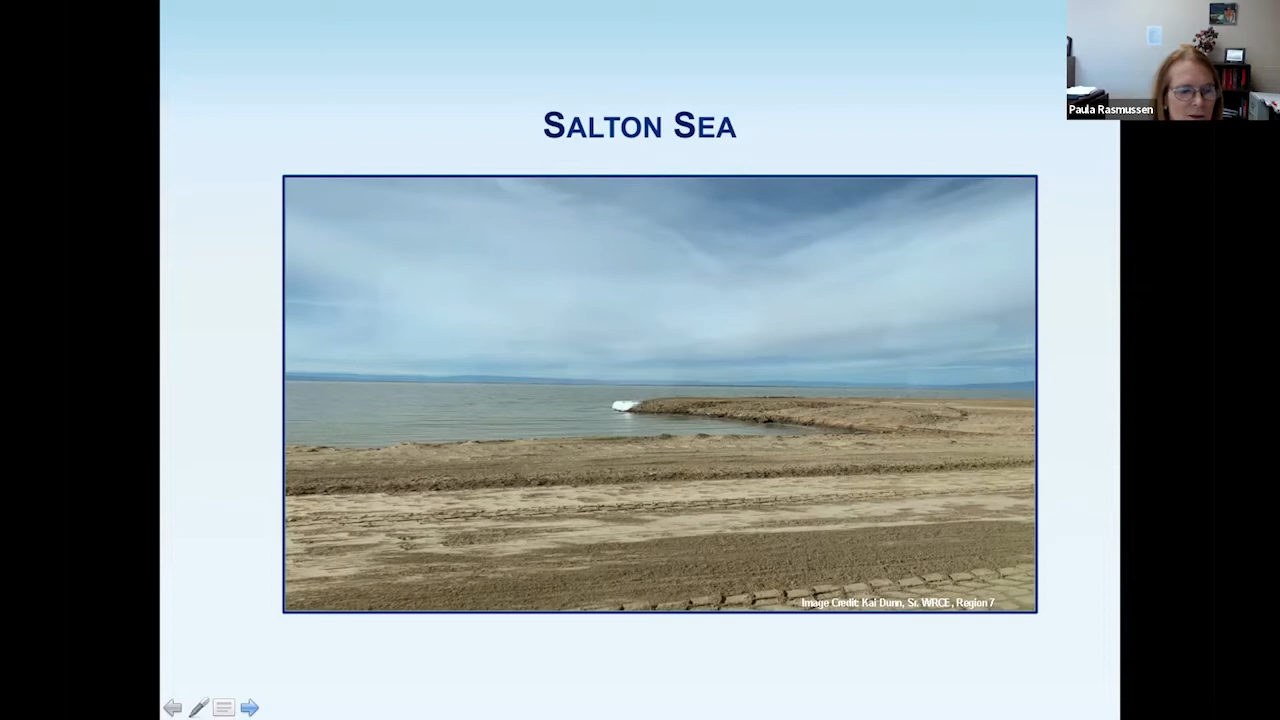 SALTON SEA
Paula Rasmussen
Image Credit: Kai Dunn, Sr. WRCE, Region 7